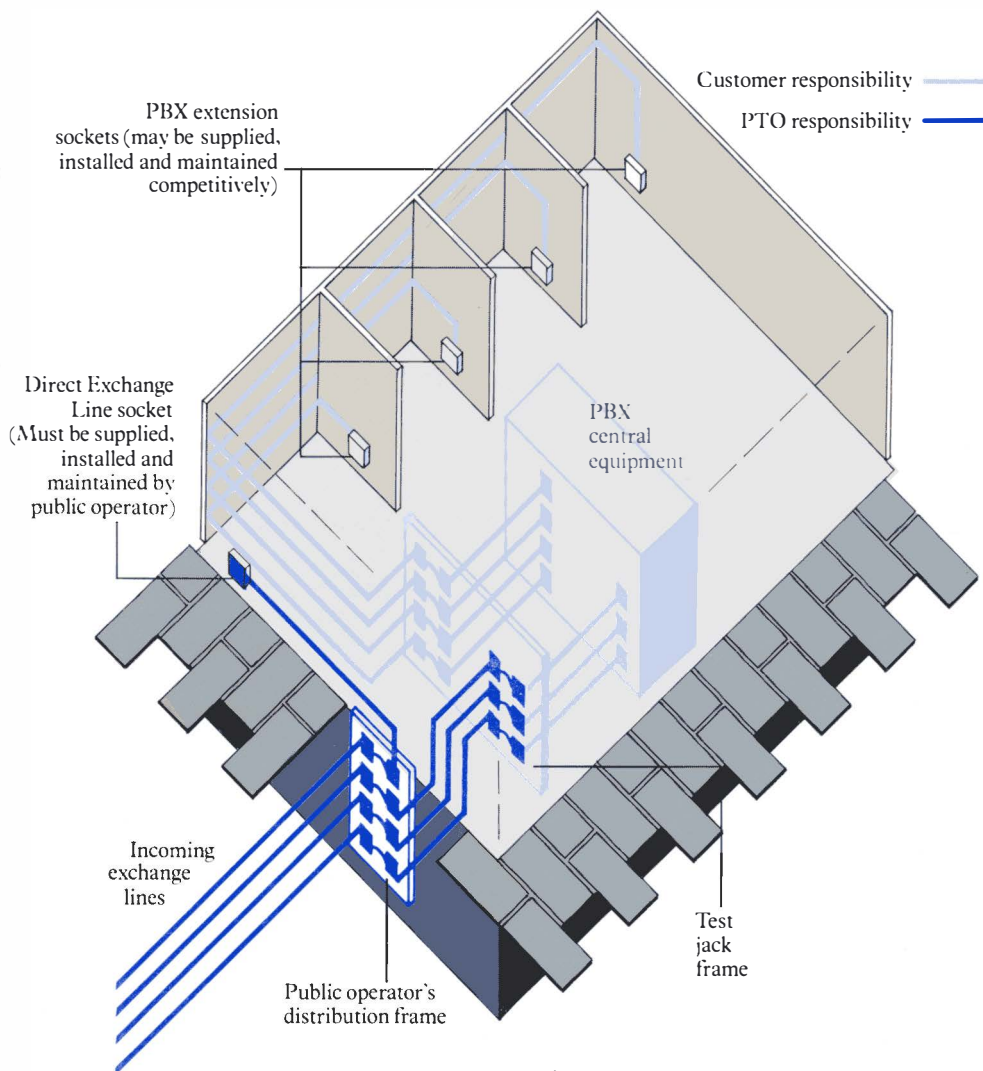 Customer responsibility
PTO responsibility
PBX extension
sockets (may be supplied,
installed and maintained
competitively)
Direct Exchange
Line socket
(Must be supplied,
installed and
maintained by
public operator)
PBX
central
equipment
Incoming
exchange
lines
Public operator's
distribution frame
Test
jack
frame